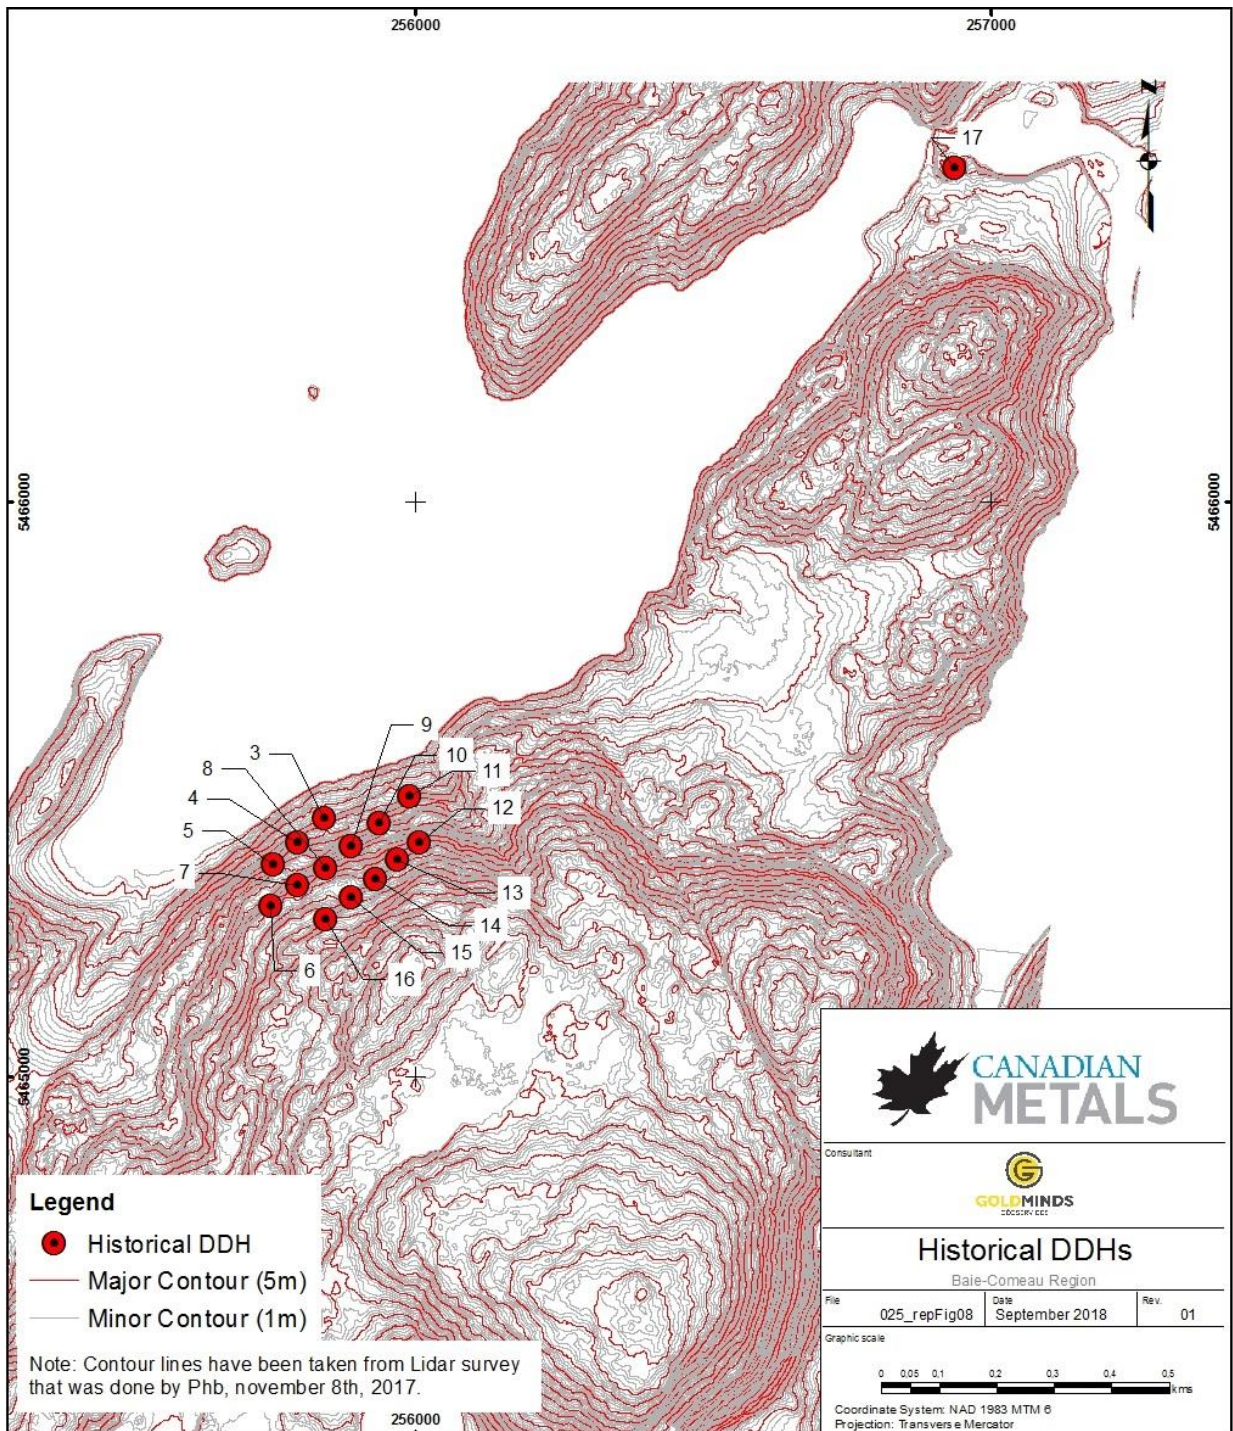 256000
257000
Z
17
5466000
5466000
9
3
10
8
11
4
12
5
7
13
14
15
6
16
5465000
CANADIAN
METALS
Consultant
GOLDMINDS
GÉOSERVICES
Legend
Historical DDH
Major Contour (5m)
Minor Contour (1m)
Note: Contour lines have been taken from Lidar survey
that was done by Phb, november 8th, 2017.
256000
Historical DDHs
Baie-Comeau Region
File
025_repFig08
Date
September 2018
Rev.
01
Graphic scale
0 0,05 0,1 0,2 0,3 0,4 0,5
kms
Coordinate System: NAD 1983 MTM 6
Projection: Transverse Mercator